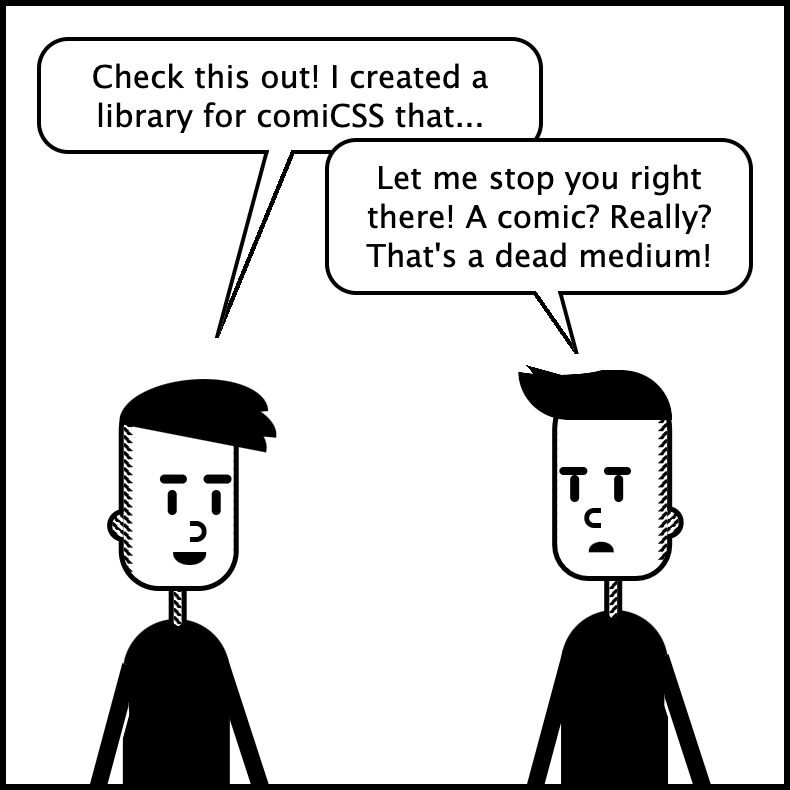 Check this out! I created a
library for comiCSS that...
Let me stop you right
there! A comic? Really?
That's a dead medium!